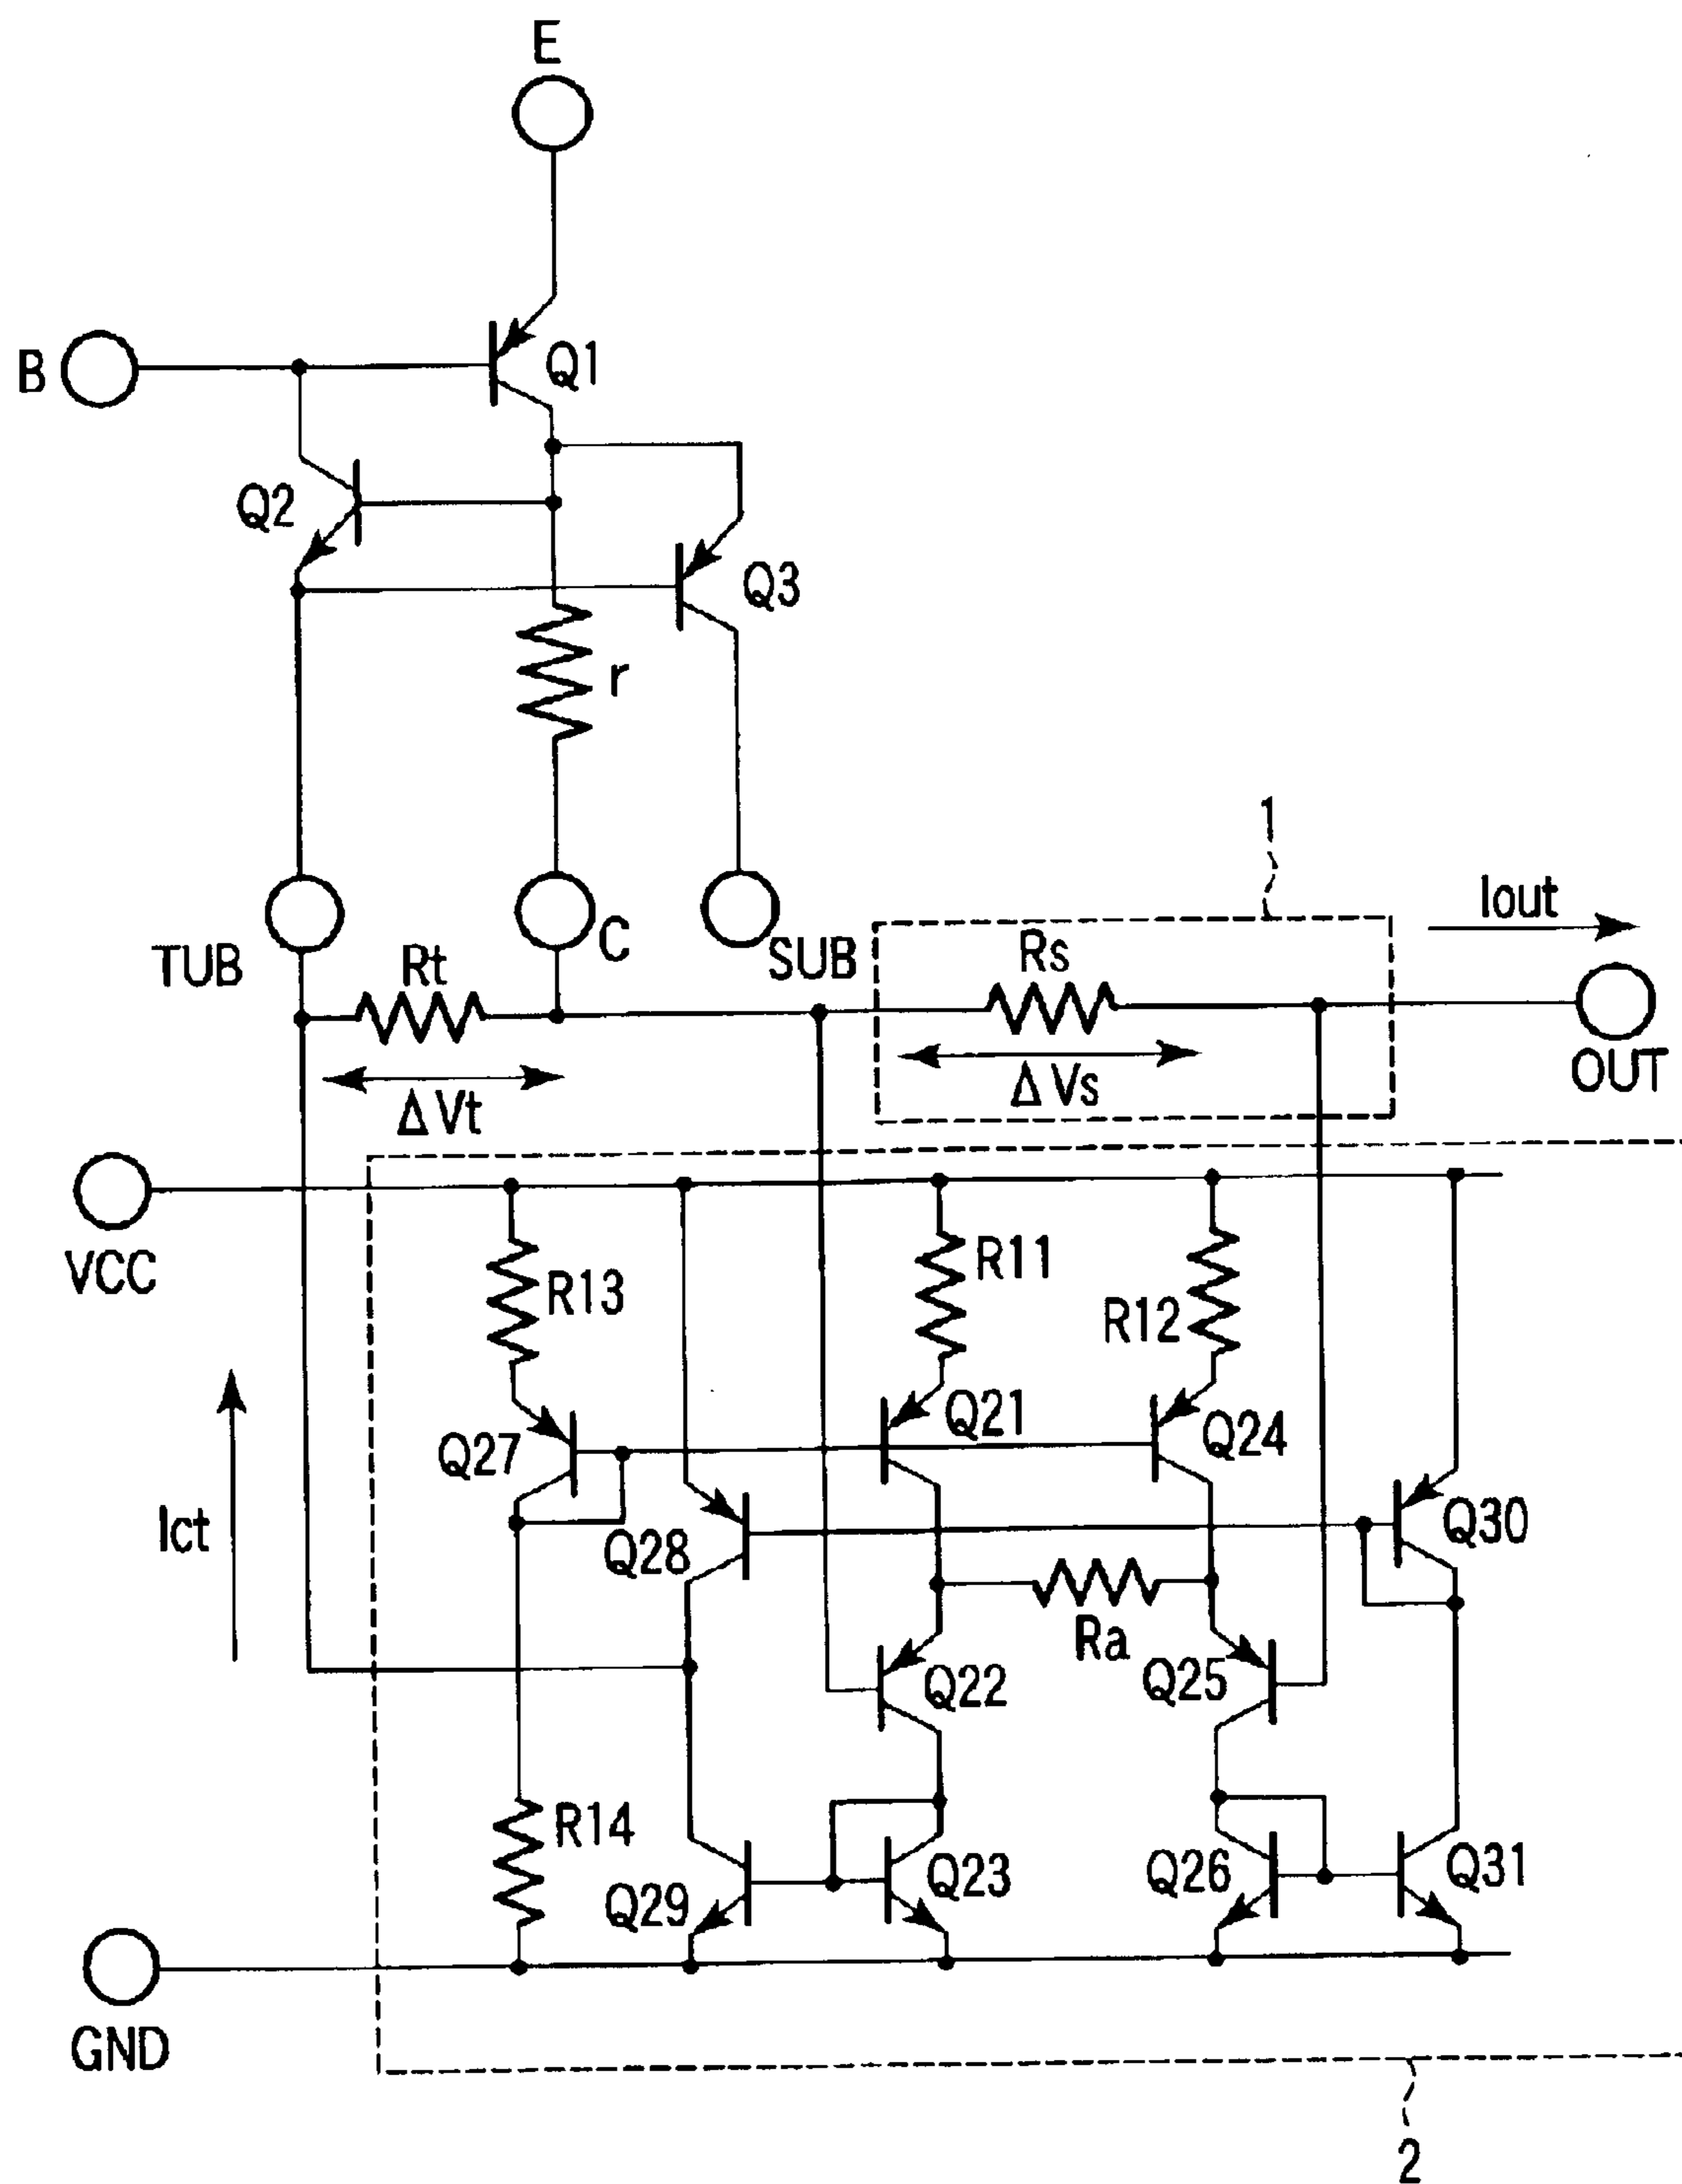 E
B
Q1
Q2
Q3
r
1
Iout
TUB
Rt
C
SUB
Rs
OUT
ΔVt
ΔVs
VCC
R13
R11
R12
Q21
Q24
Q27
Ict
Q28
Q30
Ra
Q22
Q25
R14
Q29
Q23
Q26
Q31
GND
2